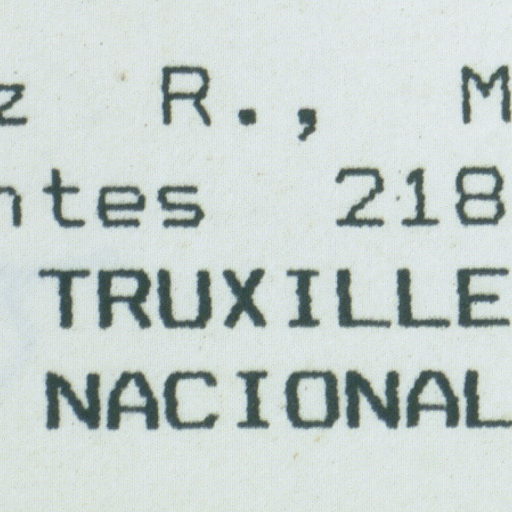 z R., M
ntes 218
TRUXILLE
NACIONAL